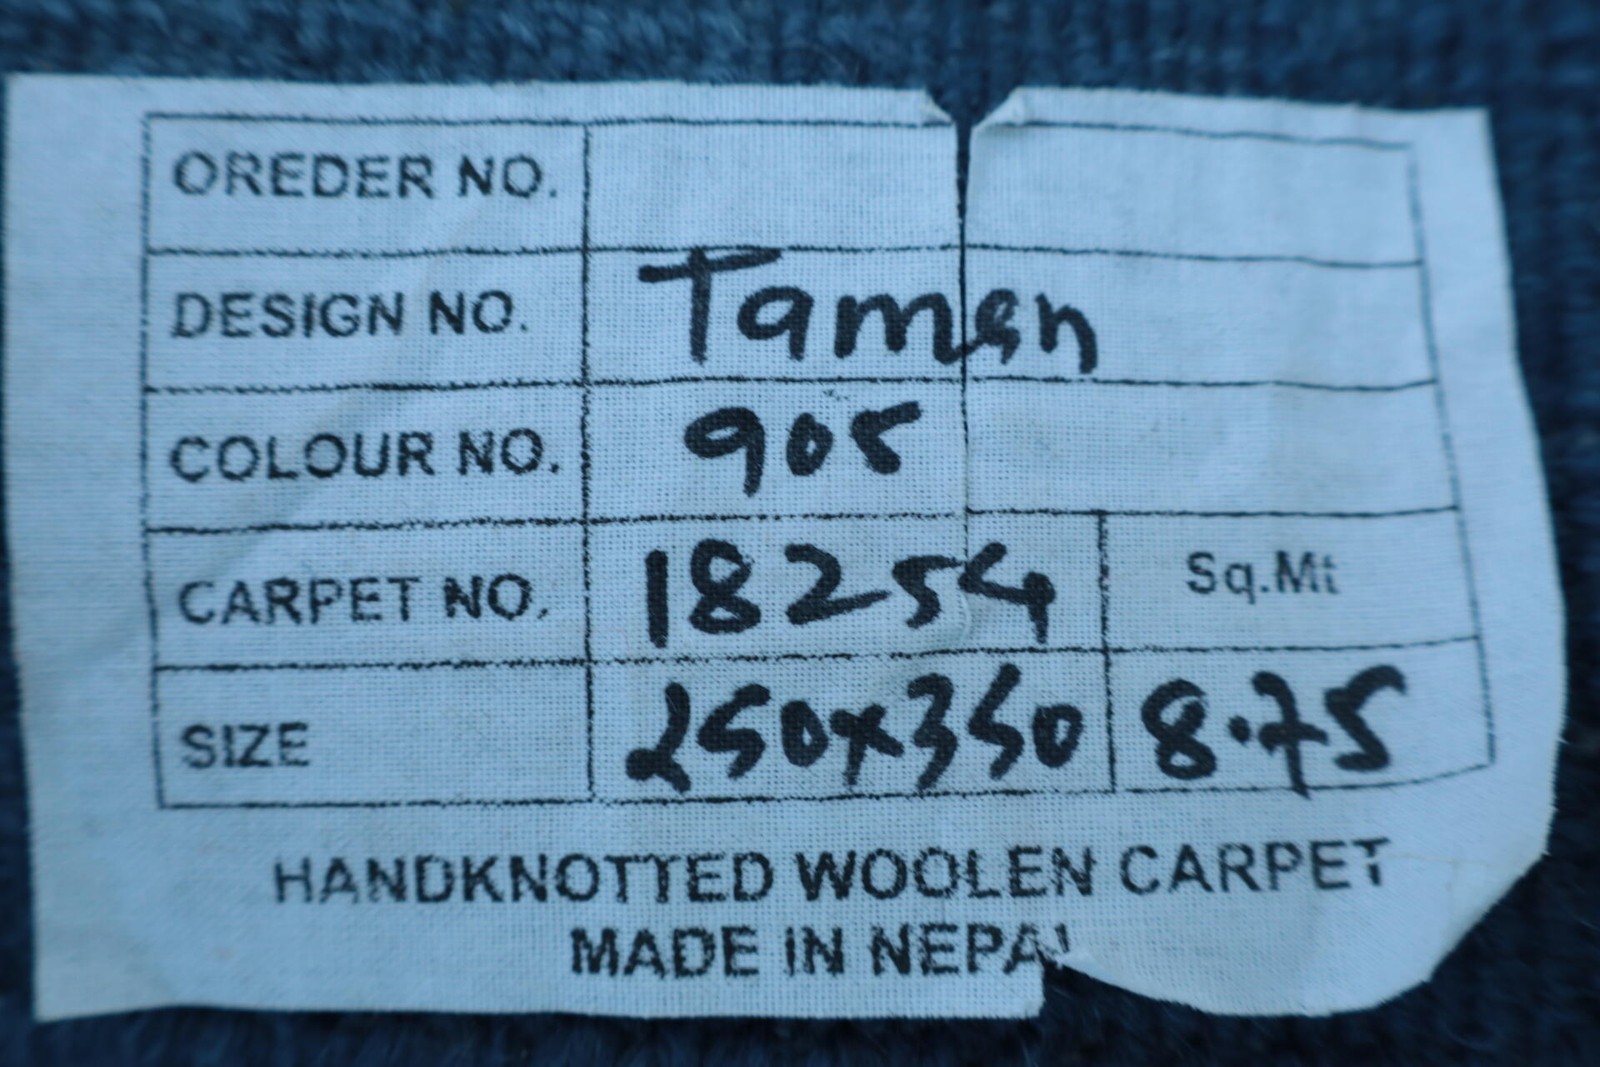 OREDER NO.
DESIGN NO. Taman
COLOUR NO. 905
CARPET NO. 18254 Sq.Mt
SIZE 250x350 8.75
HANDKNOTTED WOOLEN CARPET
MADE IN NEPAL